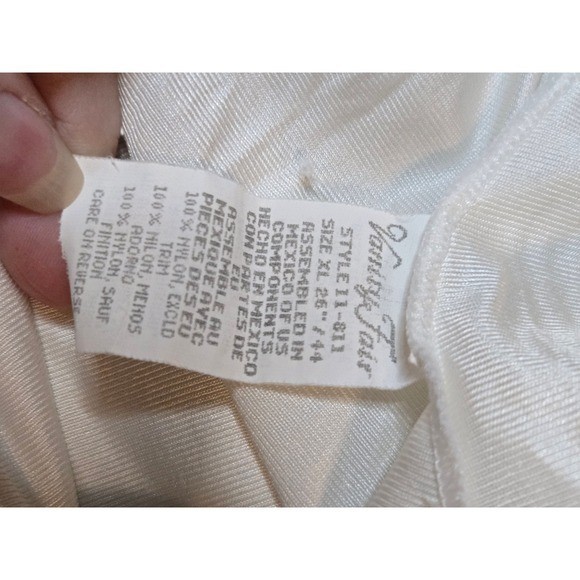 Vanity Fair
STYLE 11-811
SIZE XL 26"/44
ASSEMBLED IN
MEXICO OF US
COMPONENTS
HECHO EN MEXICO
CON PARTES DE
EU
ASSEMBLE AU
MEXIQUE AVEC
PIECES DES EU
100% NYLON, EXCLD
TRIM
100% NILON, MENOS
ADORNO
100% NYLON,
FINITION, SAUF
CARE ON REVERSE